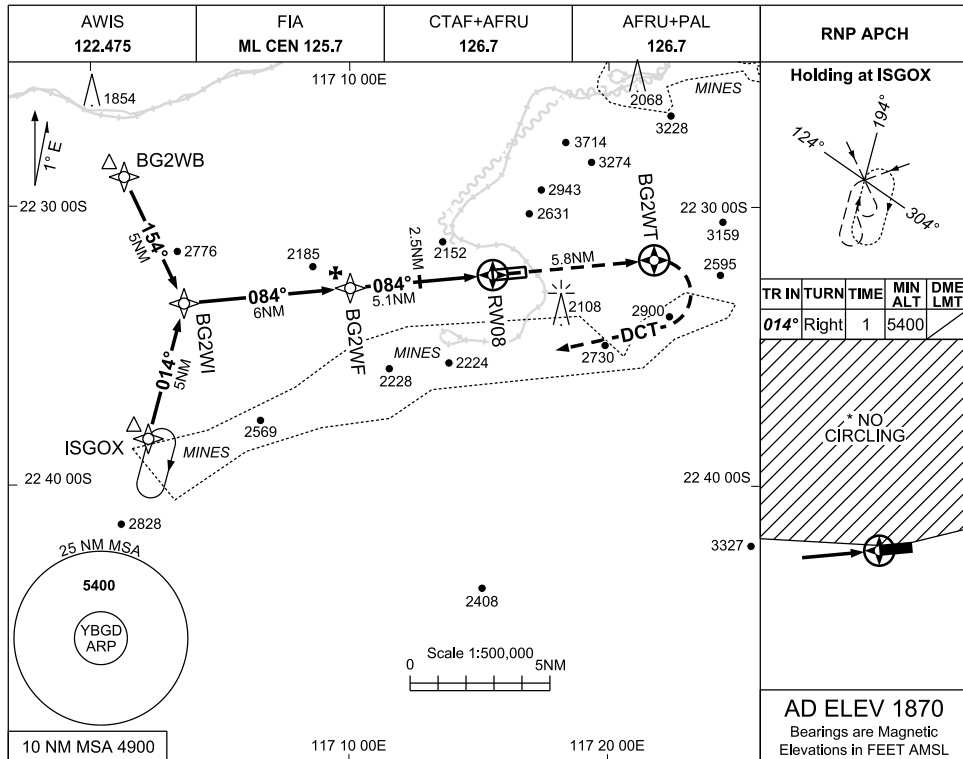 AWIS
122.475
FIA
ML CEN 125.7
CTAF+AFRU
126.7
AFRU+PAL
126.7
RNP APCH
117 10 00E
1854
1° E
BG2WB
22 30 00S
154°
5NM
2776
2185
084°
6NM
BG2WI
014°
5NM
ISGOX
MINES
22 40 00S
2828
2569
BG2WF
084°
5.1NM
2.5NM
2152
RW08
5.8NM
BG2WT
3714
3274
2943
2631
2068
MINES
3228
22 30 00S
3159
2595
2108
2900
DCT
2730
MINES
2224
2228
22 40 00S
3327
2408
25 NM MSA
5400
YBGD
ARP
10 NM MSA 4900
Scale 1:500,000
0 5NM
117 10 00E
117 20 00E
Holding at ISGOX
124°
194°
304°
TR IN TURN TIME MIN ALT DME LMT
014° Right 1 5400
* NO
CIRCLING
AD ELEV 1870
Bearings are Magnetic
Elevations in FEET AMSL